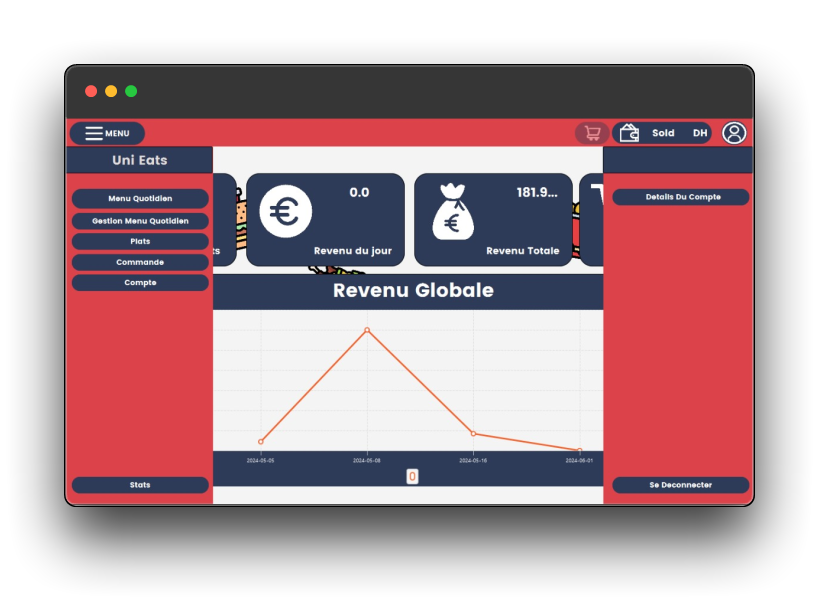 MENU
Sold DH
Uni Eats
Menu Quotidien
Gestion Menu Quotidien
Plats
Commande
Compte
Stats
ts
0.0
Revenu du jour
181.9...
Revenu Totale
Revenu Globale
2024-05-05 2024-05-08 2024-05-16 2024-06-01
0
Details Du Compte
Se Deconnecter